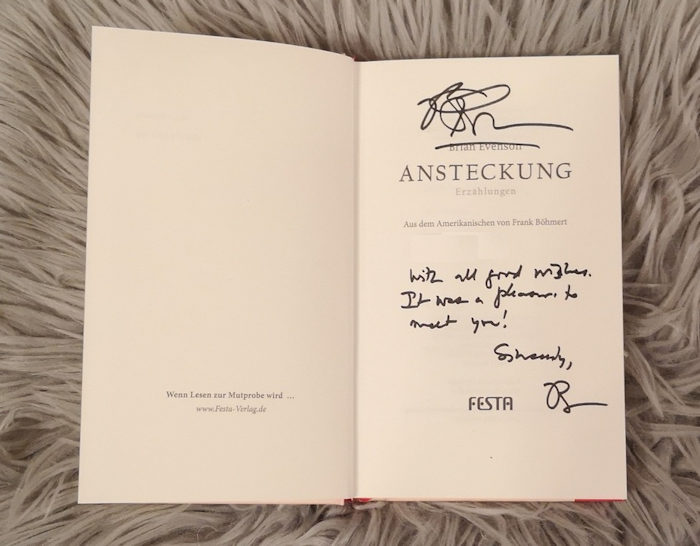 Wenn Lesen zur Mutprobe wird ...
www.Festa-Verlag.de
Brian Evenson
ANSTECKUNG
Erzählungen
Aus dem Amerikanischen von Frank Böhmert
With all good wishes.
It was a pleasure to
meet you!
Sincerely,
FESTA